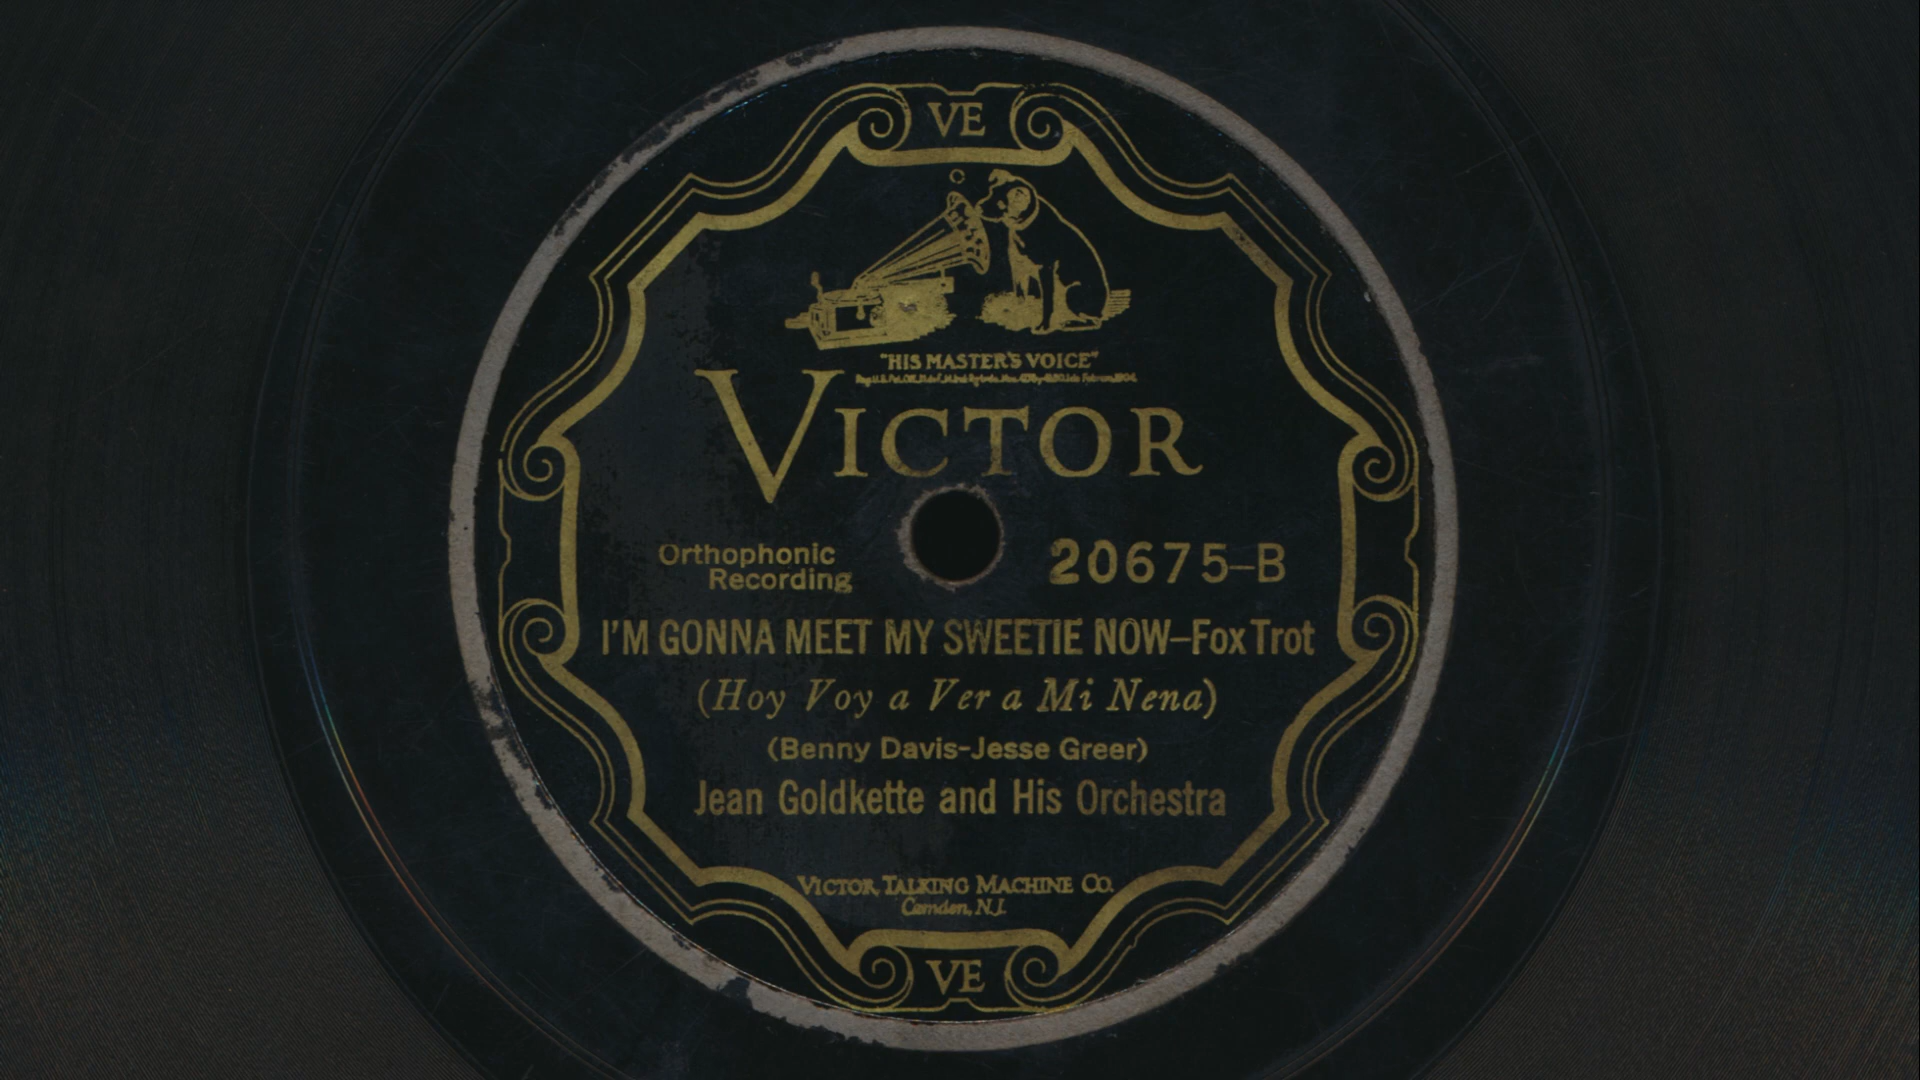 VE
"HIS MASTER'S VOICE"
VICTOR
Orthophonic
Recording
20675-B
I'M GONNA MEET MY SWEETIE NOW-Fox Trot
(Hoy Voy a Ver a Mi Nena)
(Benny Davis-Jesse Greer)
Jean Goldkette and His Orchestra
VICTOR TALKING MACHINE CO.
Camden, N.J.
VE